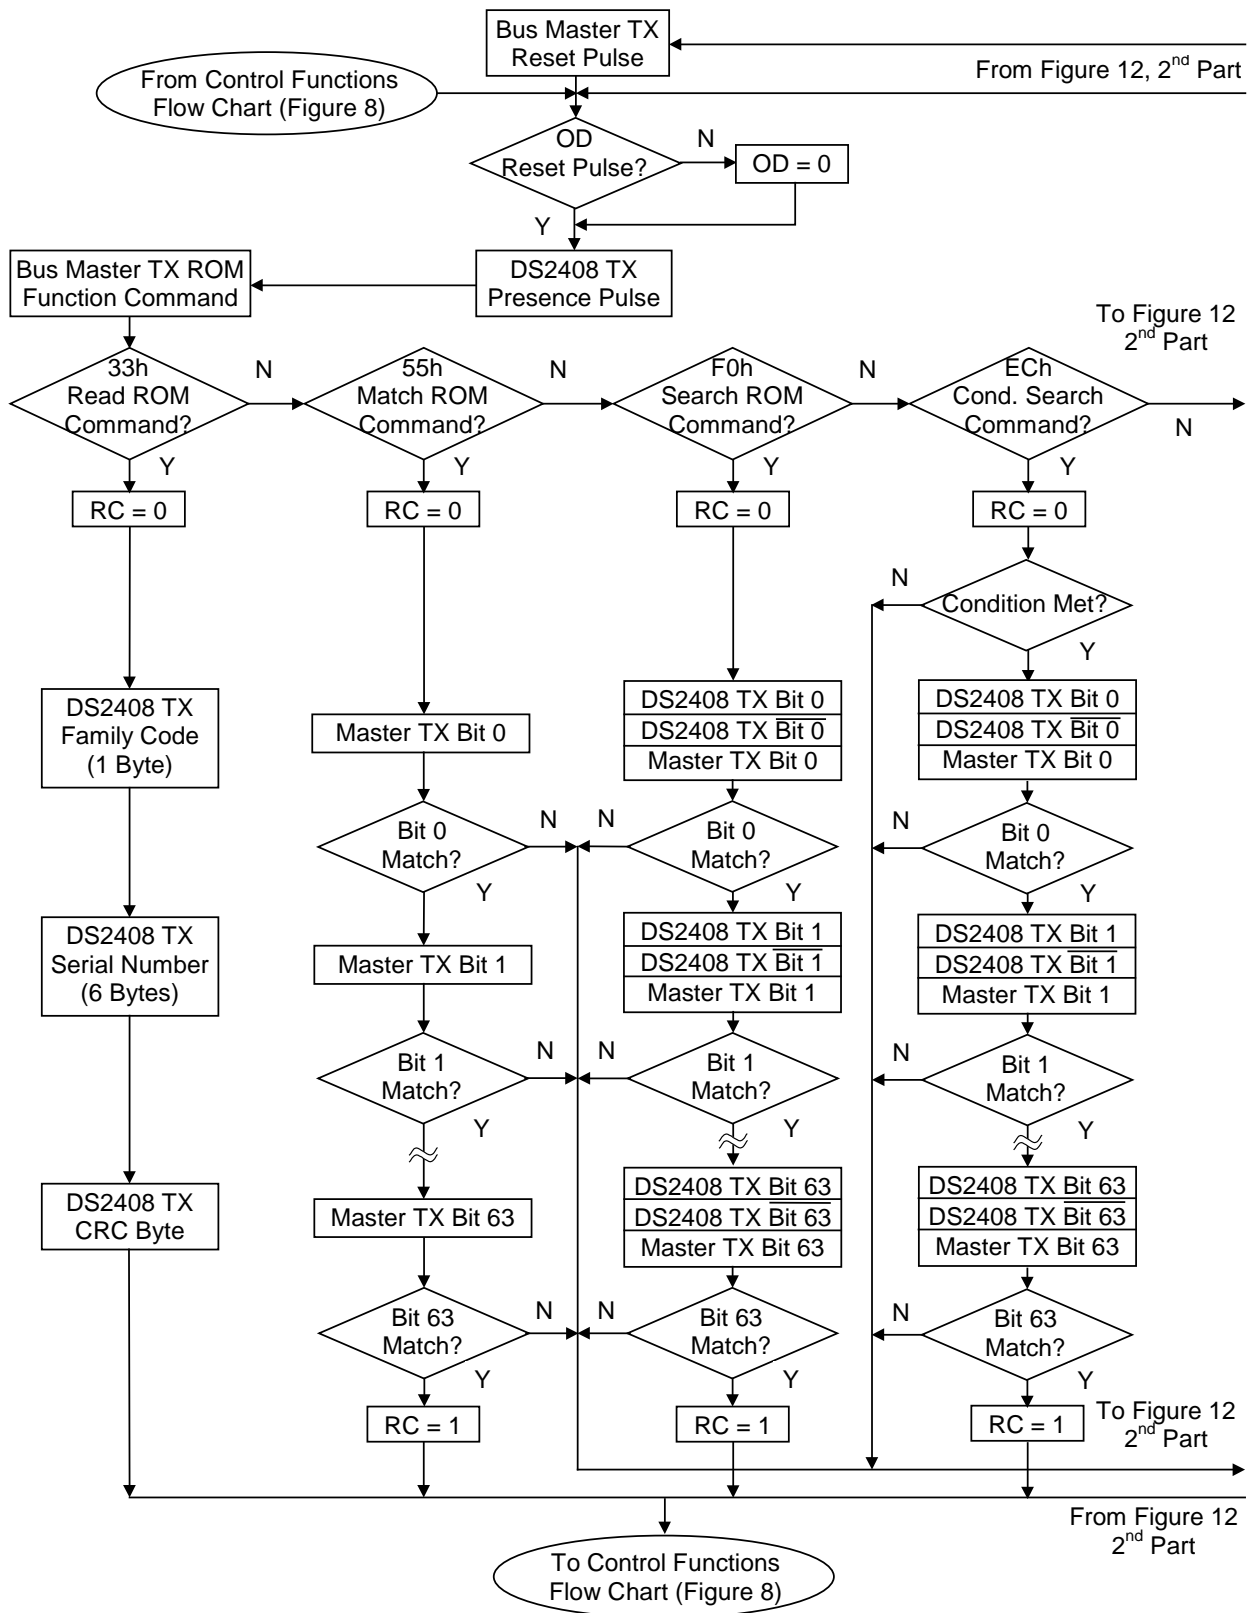 Bus Master TX
Reset Pulse
From Figure 12, 2nd Part
From Control Functions
Flow Chart (Figure 8)
OD
Reset Pulse?
N
OD = 0
Y
Bus Master TX ROM
Function Command
DS2408 TX
Presence Pulse
To Figure 12
2nd Part
33h
Read ROM
Command?
N
Y
55h
Match ROM
Command?
N
Y
F0h
Search ROM
Command?
N
Y
ECh
Cond. Search
Command?
N
Y
RC = 0
RC = 0
RC = 0
RC = 0
N
Condition Met?
Y
DS2408 TX
Family Code
(1 Byte)
Master TX Bit 0
DS2408 TX Bit 0
DS2408 TX B̅i̅t̅ ̅0̅
Master TX Bit 0
DS2408 TX Bit 0
DS2408 TX B̅i̅t̅ ̅0̅
Master TX Bit 0
Bit 0
Match?
N
Y
N
Bit 0
Match?
Y
N
Bit 0
Match?
Y
DS2408 TX
Serial Number
(6 Bytes)
Master TX Bit 1
DS2408 TX Bit 1
DS2408 TX B̅i̅t̅ ̅1̅
Master TX Bit 1
DS2408 TX Bit 1
DS2408 TX B̅i̅t̅ ̅1̅
Master TX Bit 1
Bit 1
Match?
N
Y
N
Bit 1
Match?
Y
N
Bit 1
Match?
Y
DS2408 TX
CRC Byte
Master TX Bit 63
DS2408 TX Bit 63
DS2408 TX B̅i̅t̅ ̅6̅3̅
Master TX Bit 63
DS2408 TX Bit 63
DS2408 TX B̅i̅t̅ ̅6̅3̅
Master TX Bit 63
Bit 63
Match?
N
Y
N
Bit 63
Match?
Y
N
Bit 63
Match?
Y
RC = 1
RC = 1
RC = 1
To Figure 12
2nd Part
From Figure 12
2nd Part
To Control Functions
Flow Chart (Figure 8)